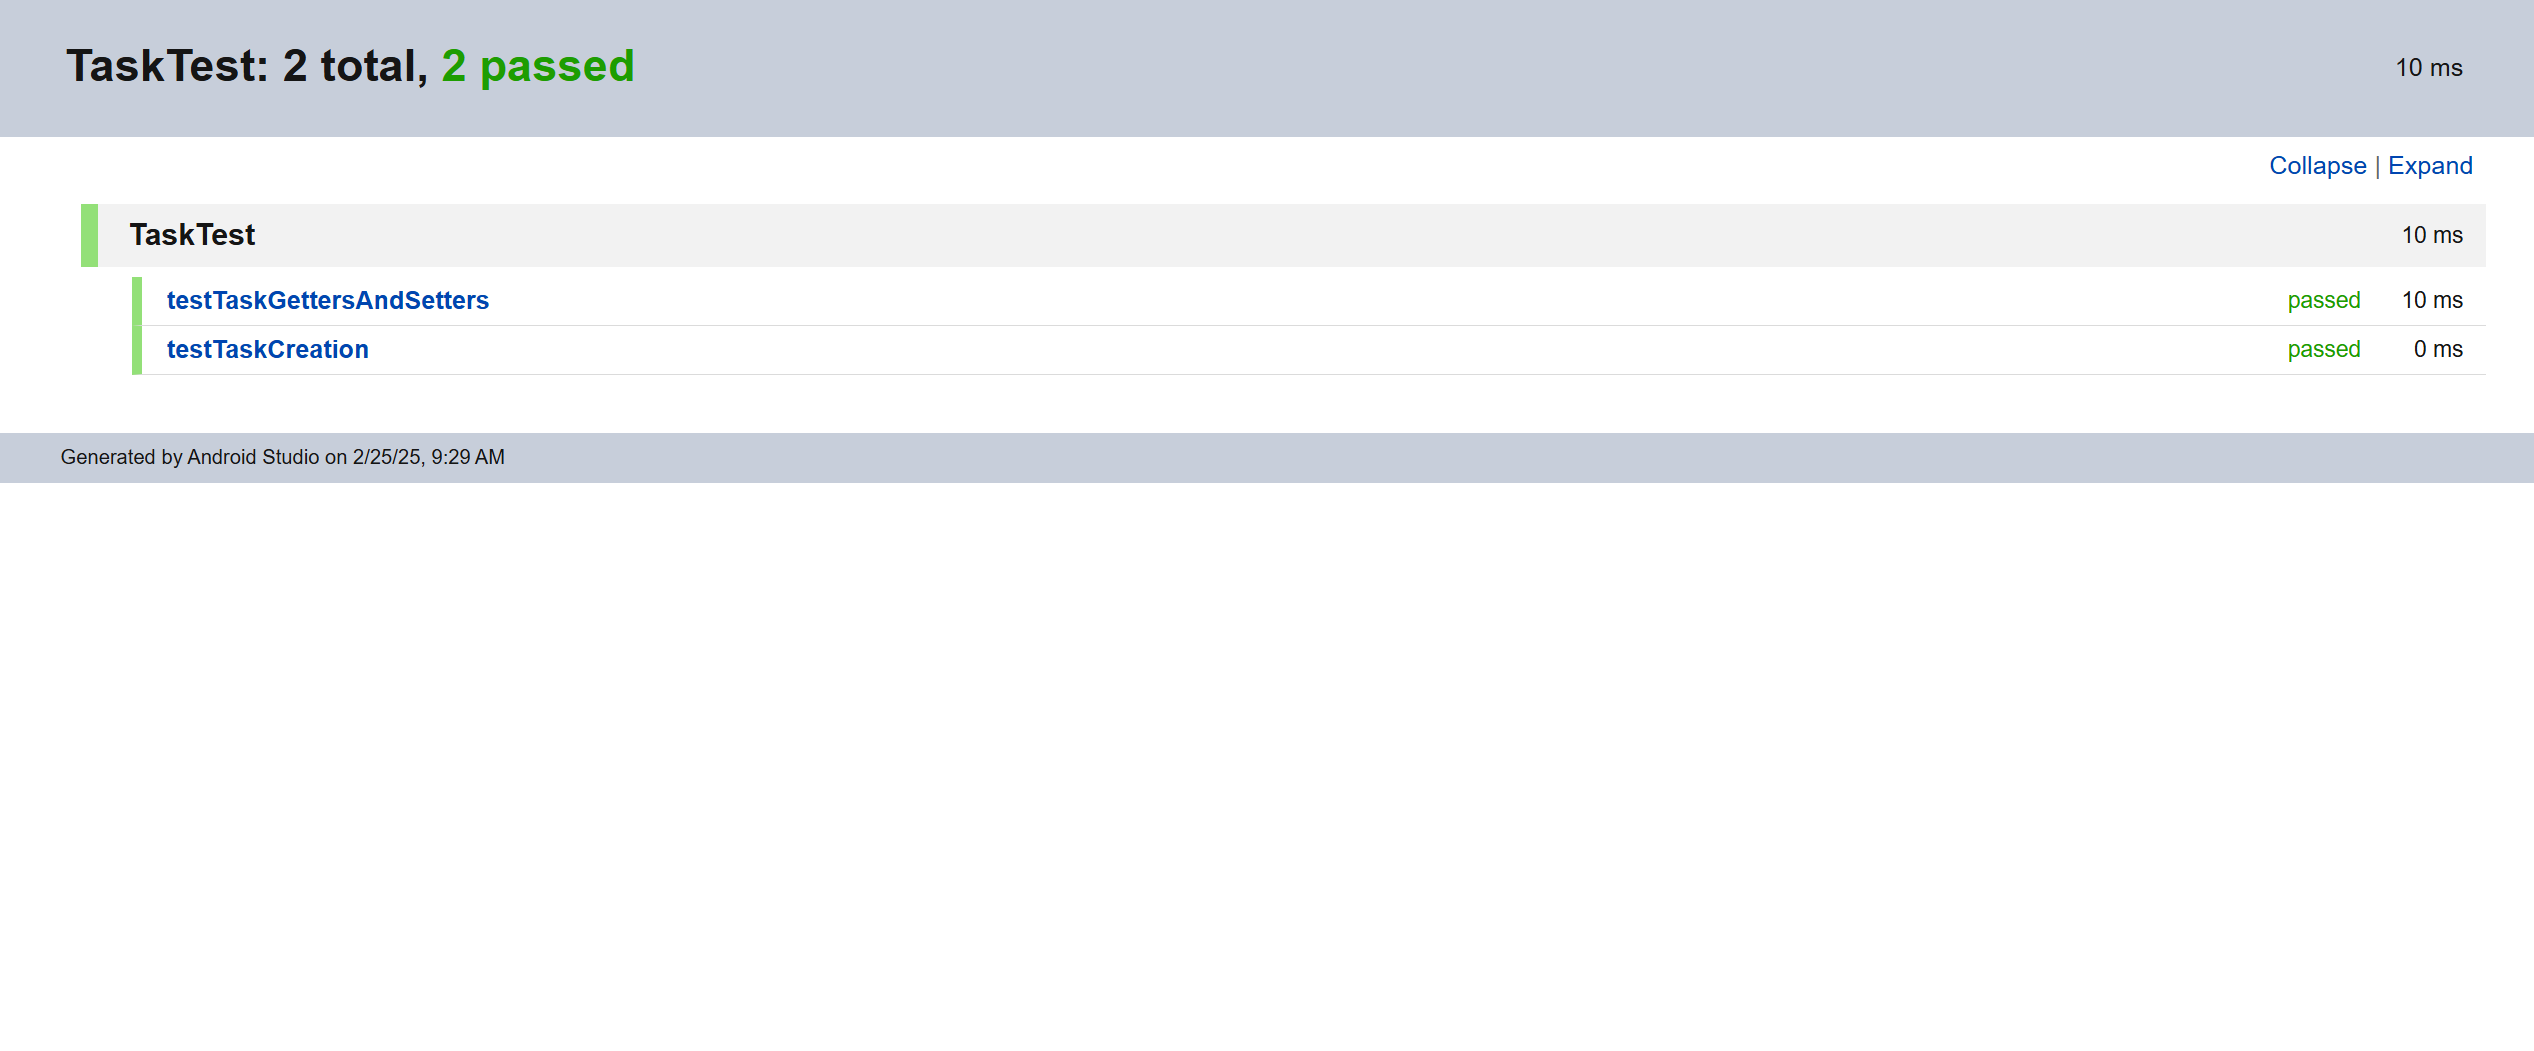 TaskTest: 2 total, 2 passed 10 ms
Collapse | Expand
TaskTest 10 ms
testTaskGettersAndSetters passed 10 ms
testTaskCreation passed 0 ms
Generated by Android Studio on 2/25/25, 9:29 AM